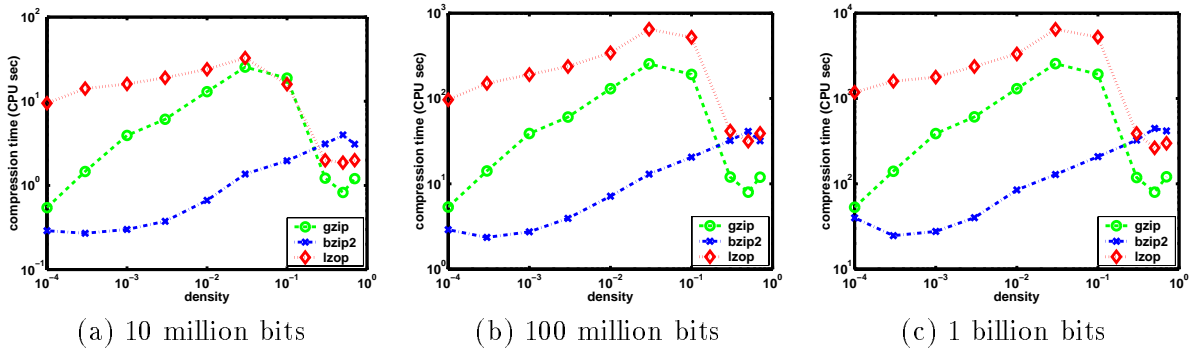 10^2
10^1
10^0
10^−1
compression time (CPU sec)
10^−4
10^−3
10^−2
10^−1
10^0
density
gzip
bzip2
lzop
(a) 10 million bits
10^3
10^2
10^1
10^0
compression time (CPU sec)
10^−4
10^−3
10^−2
10^−1
10^0
density
gzip
bzip2
lzop
(b) 100 million bits
10^4
10^3
10^2
10^1
compression time (CPU sec)
10^−4
10^−3
10^−2
10^−1
10^0
density
gzip
bzip2
lzop
(c) 1 billion bits